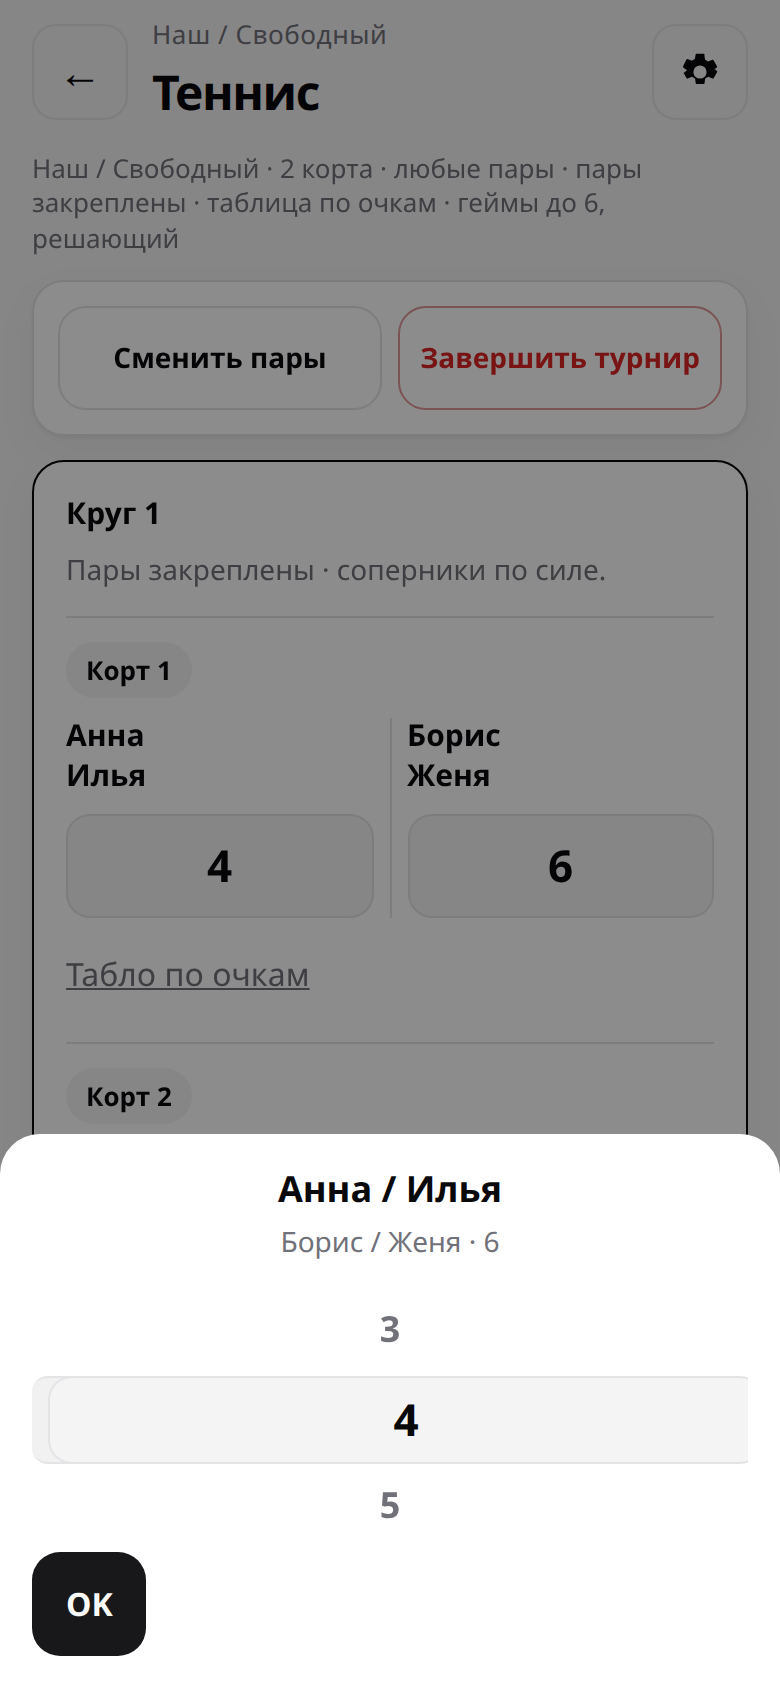 ←
Наш / Свободный
Теннис
Наш / Свободный · 2 корта · любые пары · пары
закреплены · таблица по очкам · геймы до 6,
решающий
Сменить пары
Завершить турнир
Круг 1
Пары закреплены · соперники по силе.
Корт 1
Анна
Илья
Борис
Женя
4
6
Табло по очкам
Корт 2
Анна / Илья
Борис / Женя · 6
3
4
5
OK